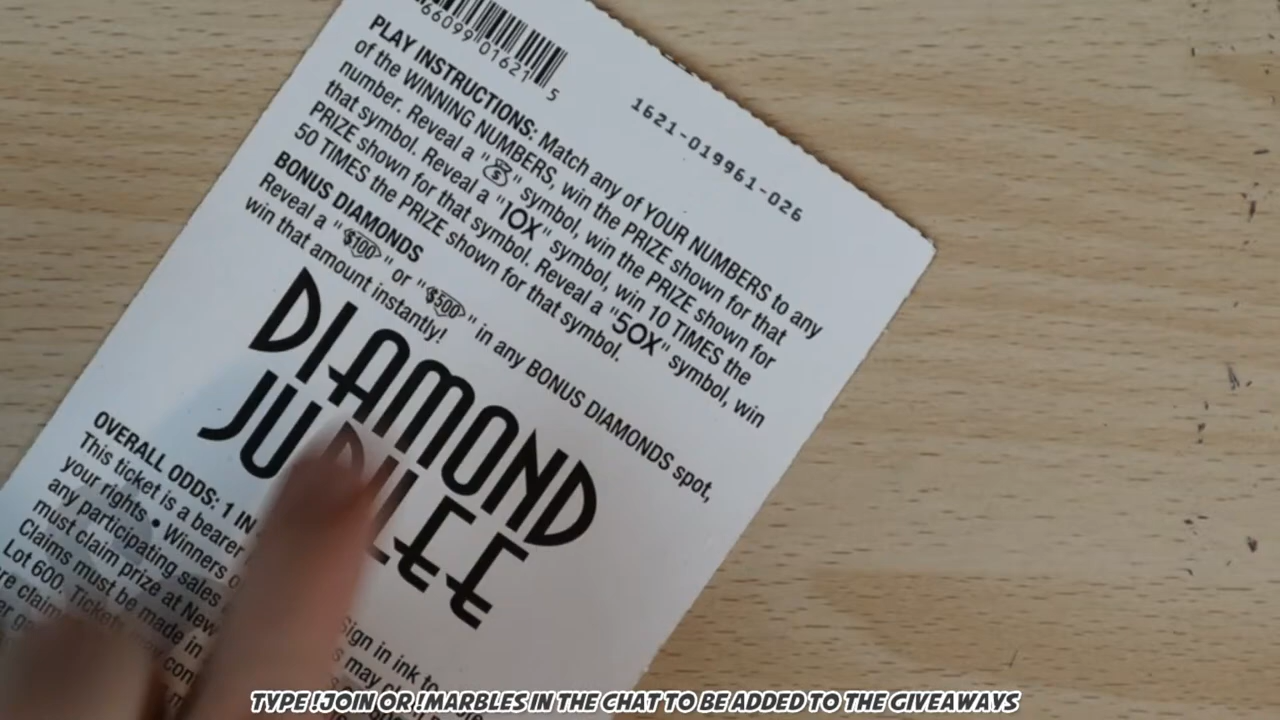 66099 01621 5
1621-019961-026
PLAY INSTRUCTIONS: Match any of YOUR NUMBERS to any
of the WINNING NUMBERS, win the PRIZE shown for that
number. Reveal a " $ " symbol, win the PRIZE shown for
that symbol. Reveal a "10X" symbol, win 10 TIMES the
PRIZE shown for that symbol. Reveal a "50X" symbol, win
50 TIMES the PRIZE shown for that symbol.
BONUS DIAMONDS
Reveal a "$100" or "$500" in any BONUS DIAMONDS spot,
win that amount instantly!
DIAMOND
JUBILEE
OVERALL ODDS: 1 IN
This ticket is a bearer
your rights • Winners
any participating sales
must claim prize at New
Claims must be made in
Lot 600. Tickets
claim
Sign in ink to
may
TYPE !JOIN OR !MARBLES IN THE CHAT TO BE ADDED TO THE GIVEAWAYS